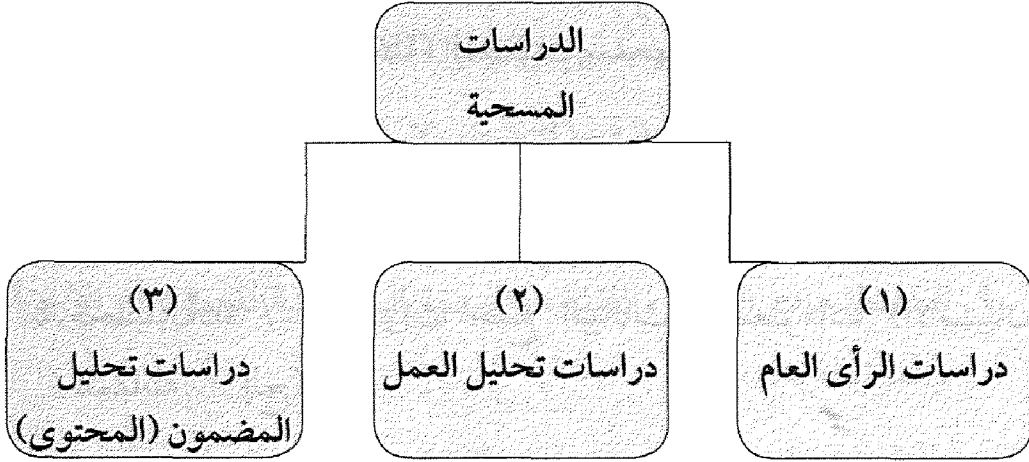 الدراسات
المسحية
(١)
دراسات الرأى العام
(٢)
دراسات تحليل العمل
(٣)
دراسات تحليل
المضمون (المحتوى)